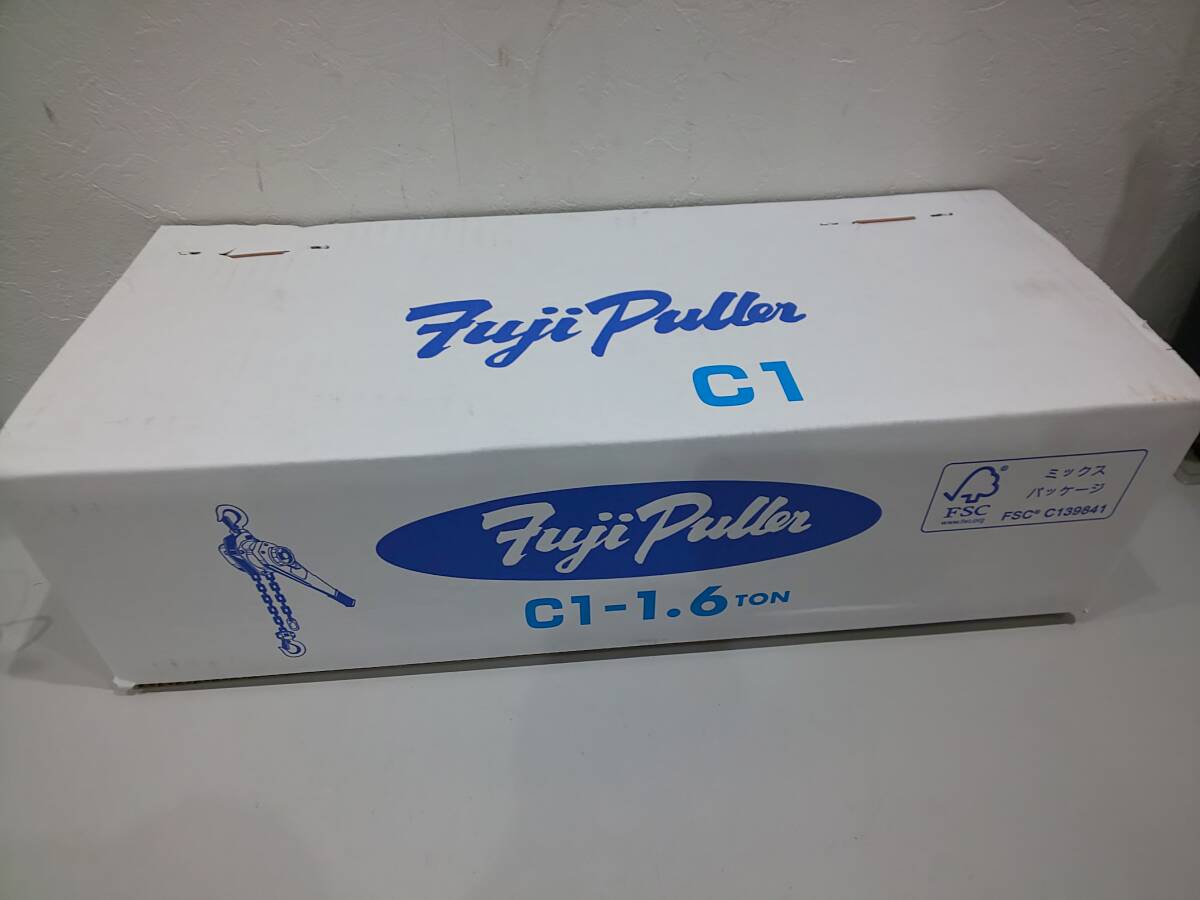 Fuji Puller
C1
Fuji Puller
C1-1.6 TON
FSC
www.fsc.org
®
ミックス
パッケージ
FSC® C139841